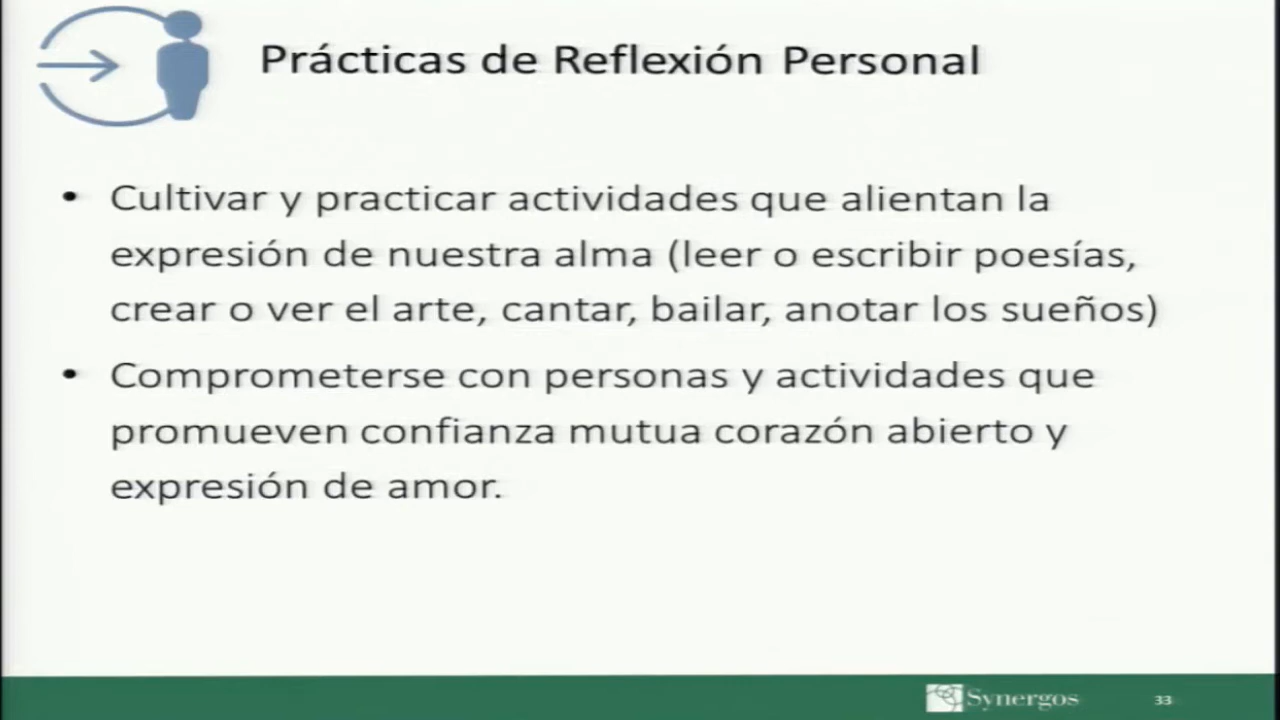 Prácticas de Reflexión Personal
• Cultivar y practicar actividades que alientan la
expresión de nuestra alma (leer o escribir poesías,
crear o ver el arte, cantar, bailar, anotar los sueños)
• Comprometerse con personas y actividades que
promueven confianza mutua corazón abierto y
expresión de amor.
Synergos
33